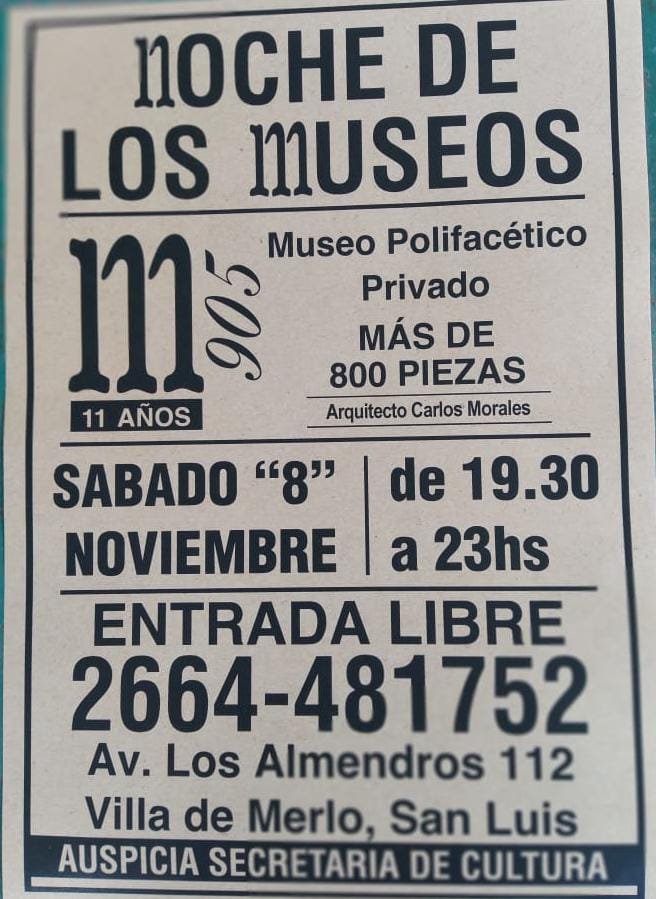 NOCHE DE
LOS MUSEOS
m 905
11 AÑOS
Museo Polifacético
Privado
MÁS DE
800 PIEZAS
Arquitecto Carlos Morales
SABADO “8”
NOVIEMBRE
de 19.30
a 23hs
ENTRADA LIBRE
2664-481752
Av. Los Almendros 112
Villa de Merlo, San Luis
AUSPICIA SECRETARIA DE CULTURA